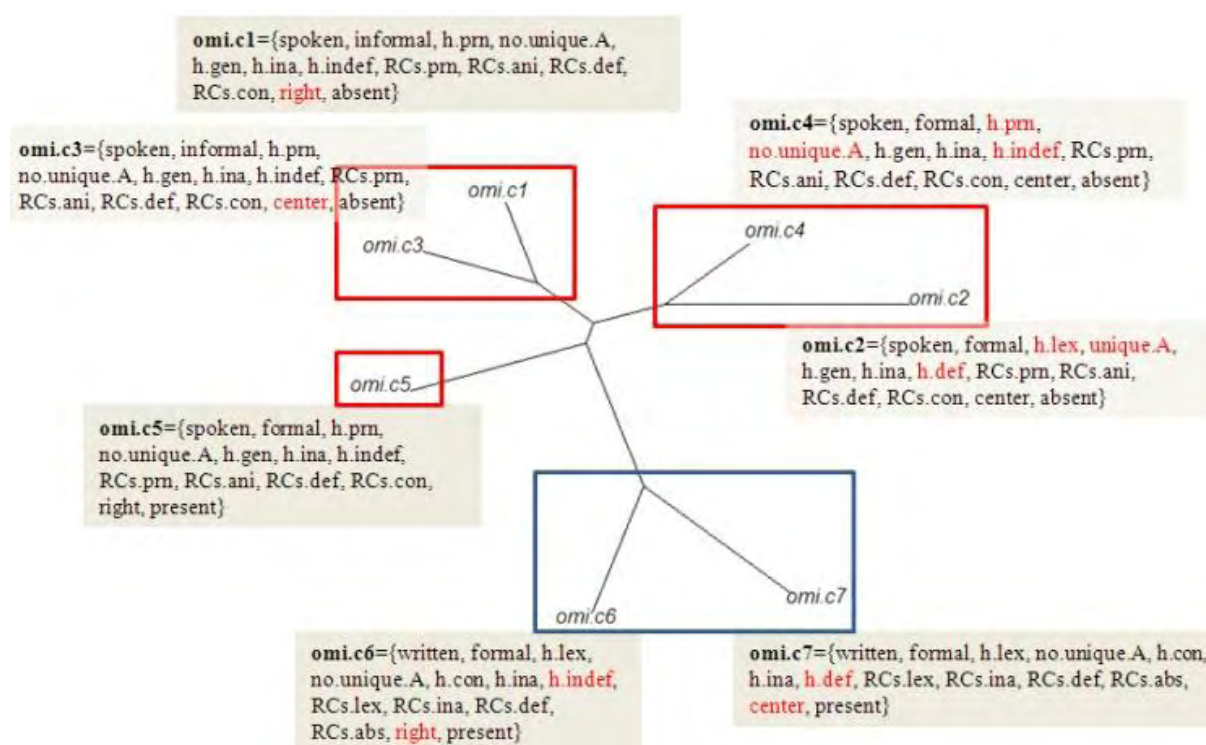 omi.c1={spoken, informal, h.prn, no.unique.A,
h.gen, h.ina, h.indef, RCs.prn, RCs.ani, RCs.def,
RCs.con, right, absent}
omi.c3={spoken, informal, h.prn,
no.unique.A, h.gen, h.ina, h.indef, RCs.prn,
RCs.ani, RCs.def, RCs.con, center, absent}
omi.c4={spoken, formal, h.prn,
no.unique.A, h.gen, h.ina, h.indef, RCs.prn,
RCs.ani, RCs.def, RCs.con, center, absent}
omi.c1
omi.c3
omi.c4
omi.c2
omi.c2={spoken, formal, h.lex, unique.A,
h.gen, h.ina, h.def, RCs.prn, RCs.ani,
RCs.def, RCs.con, center, absent}
omi.c5
omi.c5={spoken, formal, h.prn,
no.unique.A, h.gen, h.ina, h.indef,
RCs.prn, RCs.ani, RCs.def, RCs.con,
right, present}
omi.c6
omi.c7
omi.c6={written, formal, h.lex,
no.unique.A, h.con, h.ina, h.indef,
RCs.lex, RCs.ina, RCs.def,
RCs.abs, right, present}
omi.c7={written, formal, h.lex, no.unique.A, h.con,
h.ina, h.def, RCs.lex, RCs.ina, RCs.def, RCs.abs,
center, present}